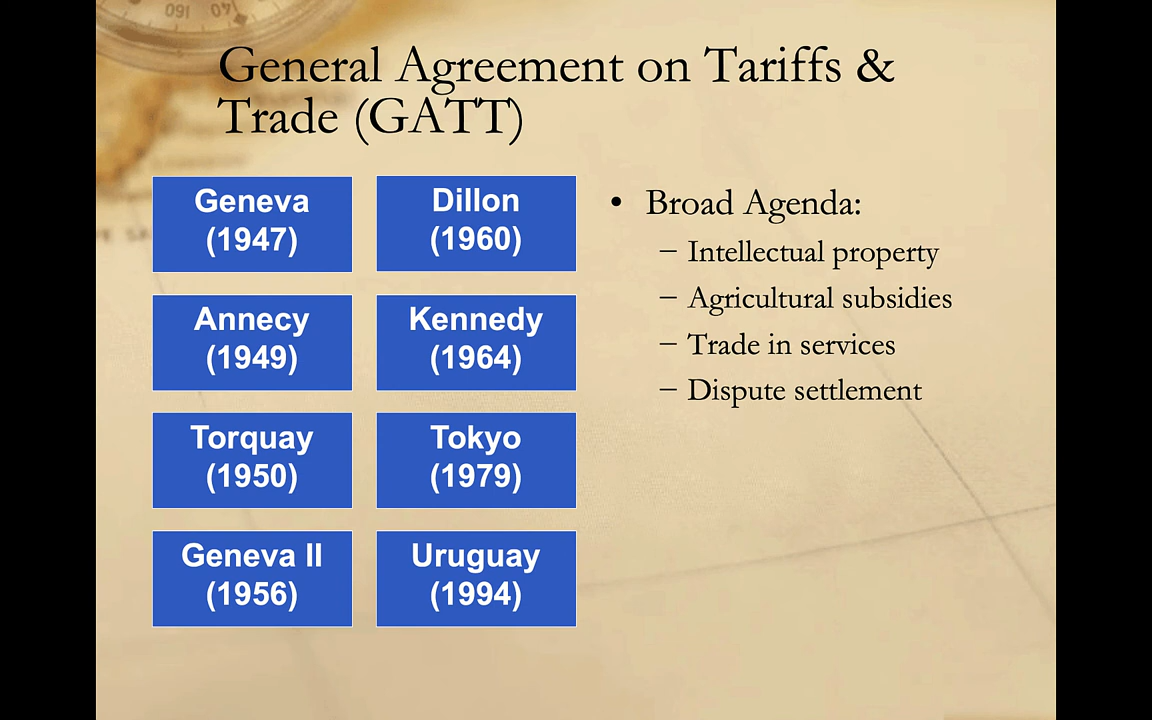 General Agreement on Tariffs &
Trade (GATT)
Geneva
(1947)
Dillon
(1960)
Annecy
(1949)
Kennedy
(1964)
Torquay
(1950)
Tokyo
(1979)
Geneva II
(1956)
Uruguay
(1994)
• Broad Agenda:
– Intellectual property
– Agricultural subsidies
– Trade in services
– Dispute settlement